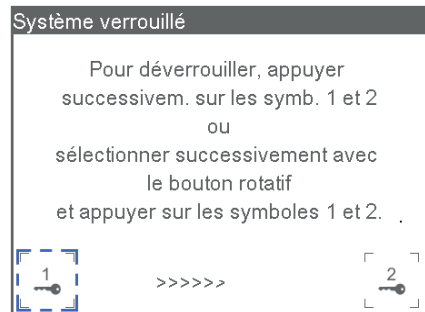 Système verrouillé
Pour déverrouiller, appuyer
successivem. sur les symb. 1 et 2
ou
sélectionner successivement avec
le bouton rotatif
et appuyer sur les symboles 1 et 2.
1 >>>>>> 2